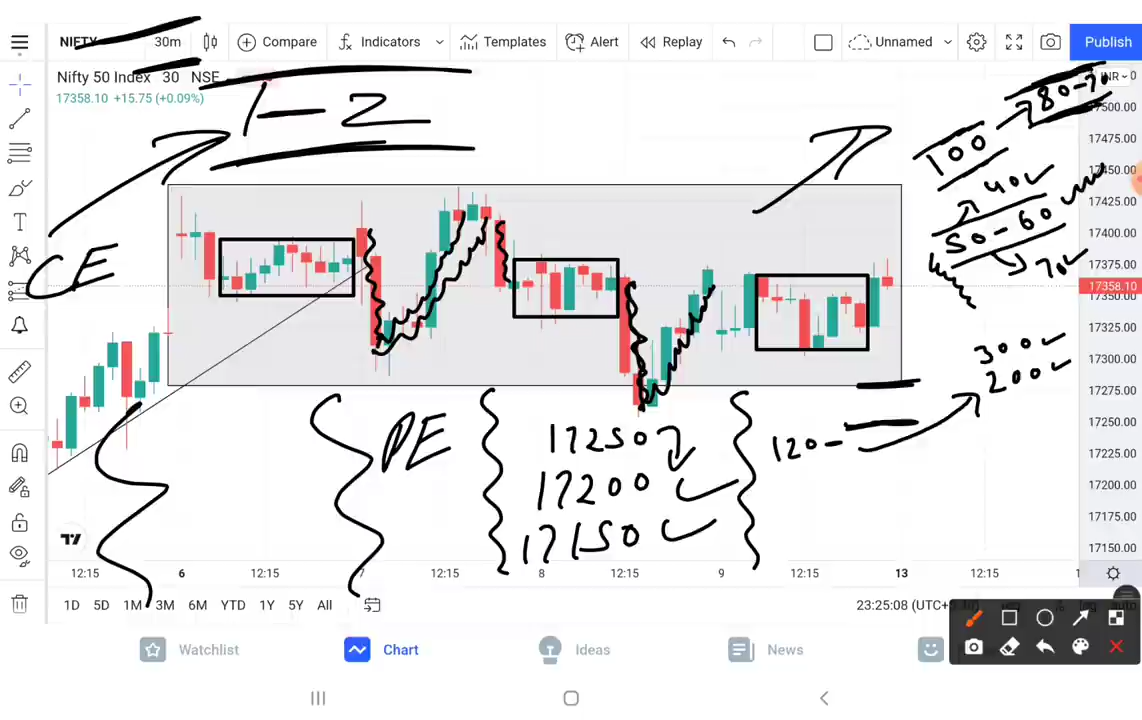 NIFTY 30m Compare Indicators Templates Alert Replay Unnamed Publish
Nifty 50 Index 30 NSE
17358.10 +15.75 (+0.09%)
1-2
CE
PE
17250
17200
17150
120-
100
80-70
40
50-60
70
300
200
INR
17500.00
17475.00
17450.00
17425.00
17400.00
17375.00
17358.10
17350.00
17325.00
17300.00
17275.00
17250.00
17225.00
17200.00
17175.00
17150.00
12:15 6 12:15 7 12:15 8 12:15 9 12:15 13 12:15
1D 5D 1M 3M 6M YTD 1Y 5Y All
23:25:08 (UTC+5:30)
Watchlist Chart Ideas News